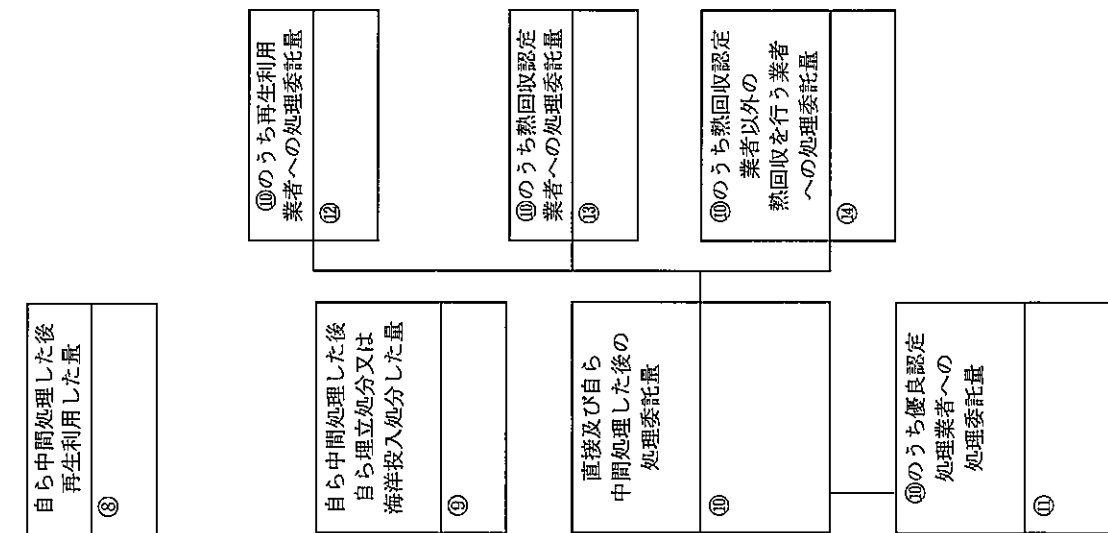 自ら中間処理した後
再生利用した量
⑧
自ら中間処理した後
自ら埋立処分又は
海洋投入処分した量
⑨
直接及び自ら
中間処理した後の
処理委託量
⑩
⑩のうち優良認定
処理業者への
処理委託量
⑪
⑩のうち再生利用
業者への処理委託量
⑫
⑩のうち熱回収認定
業者への処理委託量
⑬
⑩のうち熱回収認定
業者以外の
熱回収を行う業者
への処理委託量
⑭